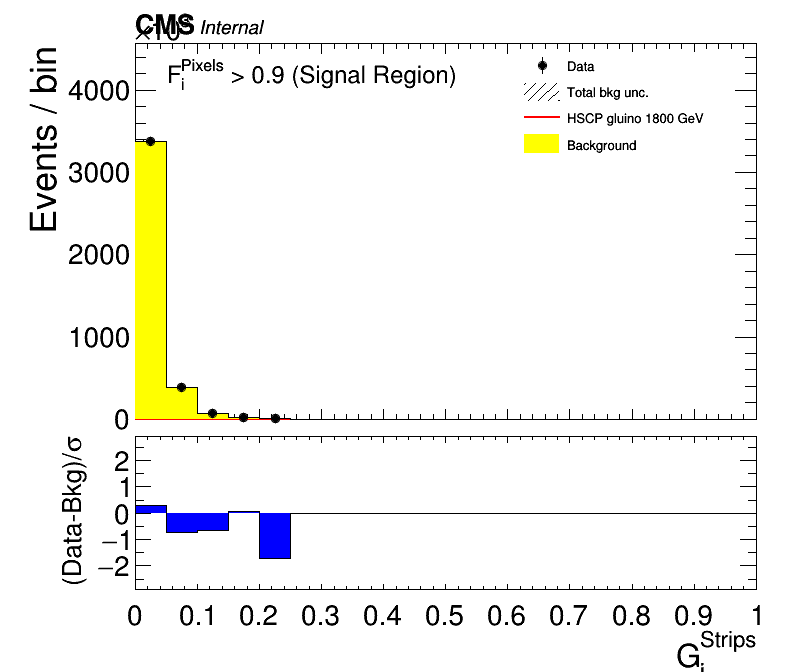 CMS Internal
Events / bin
F_i^Pixels > 0.9 (Signal Region)
Data
Total bkg unc.
HSCP gluino 1800 GeV
Background
4000
3000
2000
1000
0
(Data-Bkg)/σ
2
1
0
−1
−2
0 0.1 0.2 0.3 0.4 0.5 0.6 0.7 0.8 0.9 1
G_i^Strips